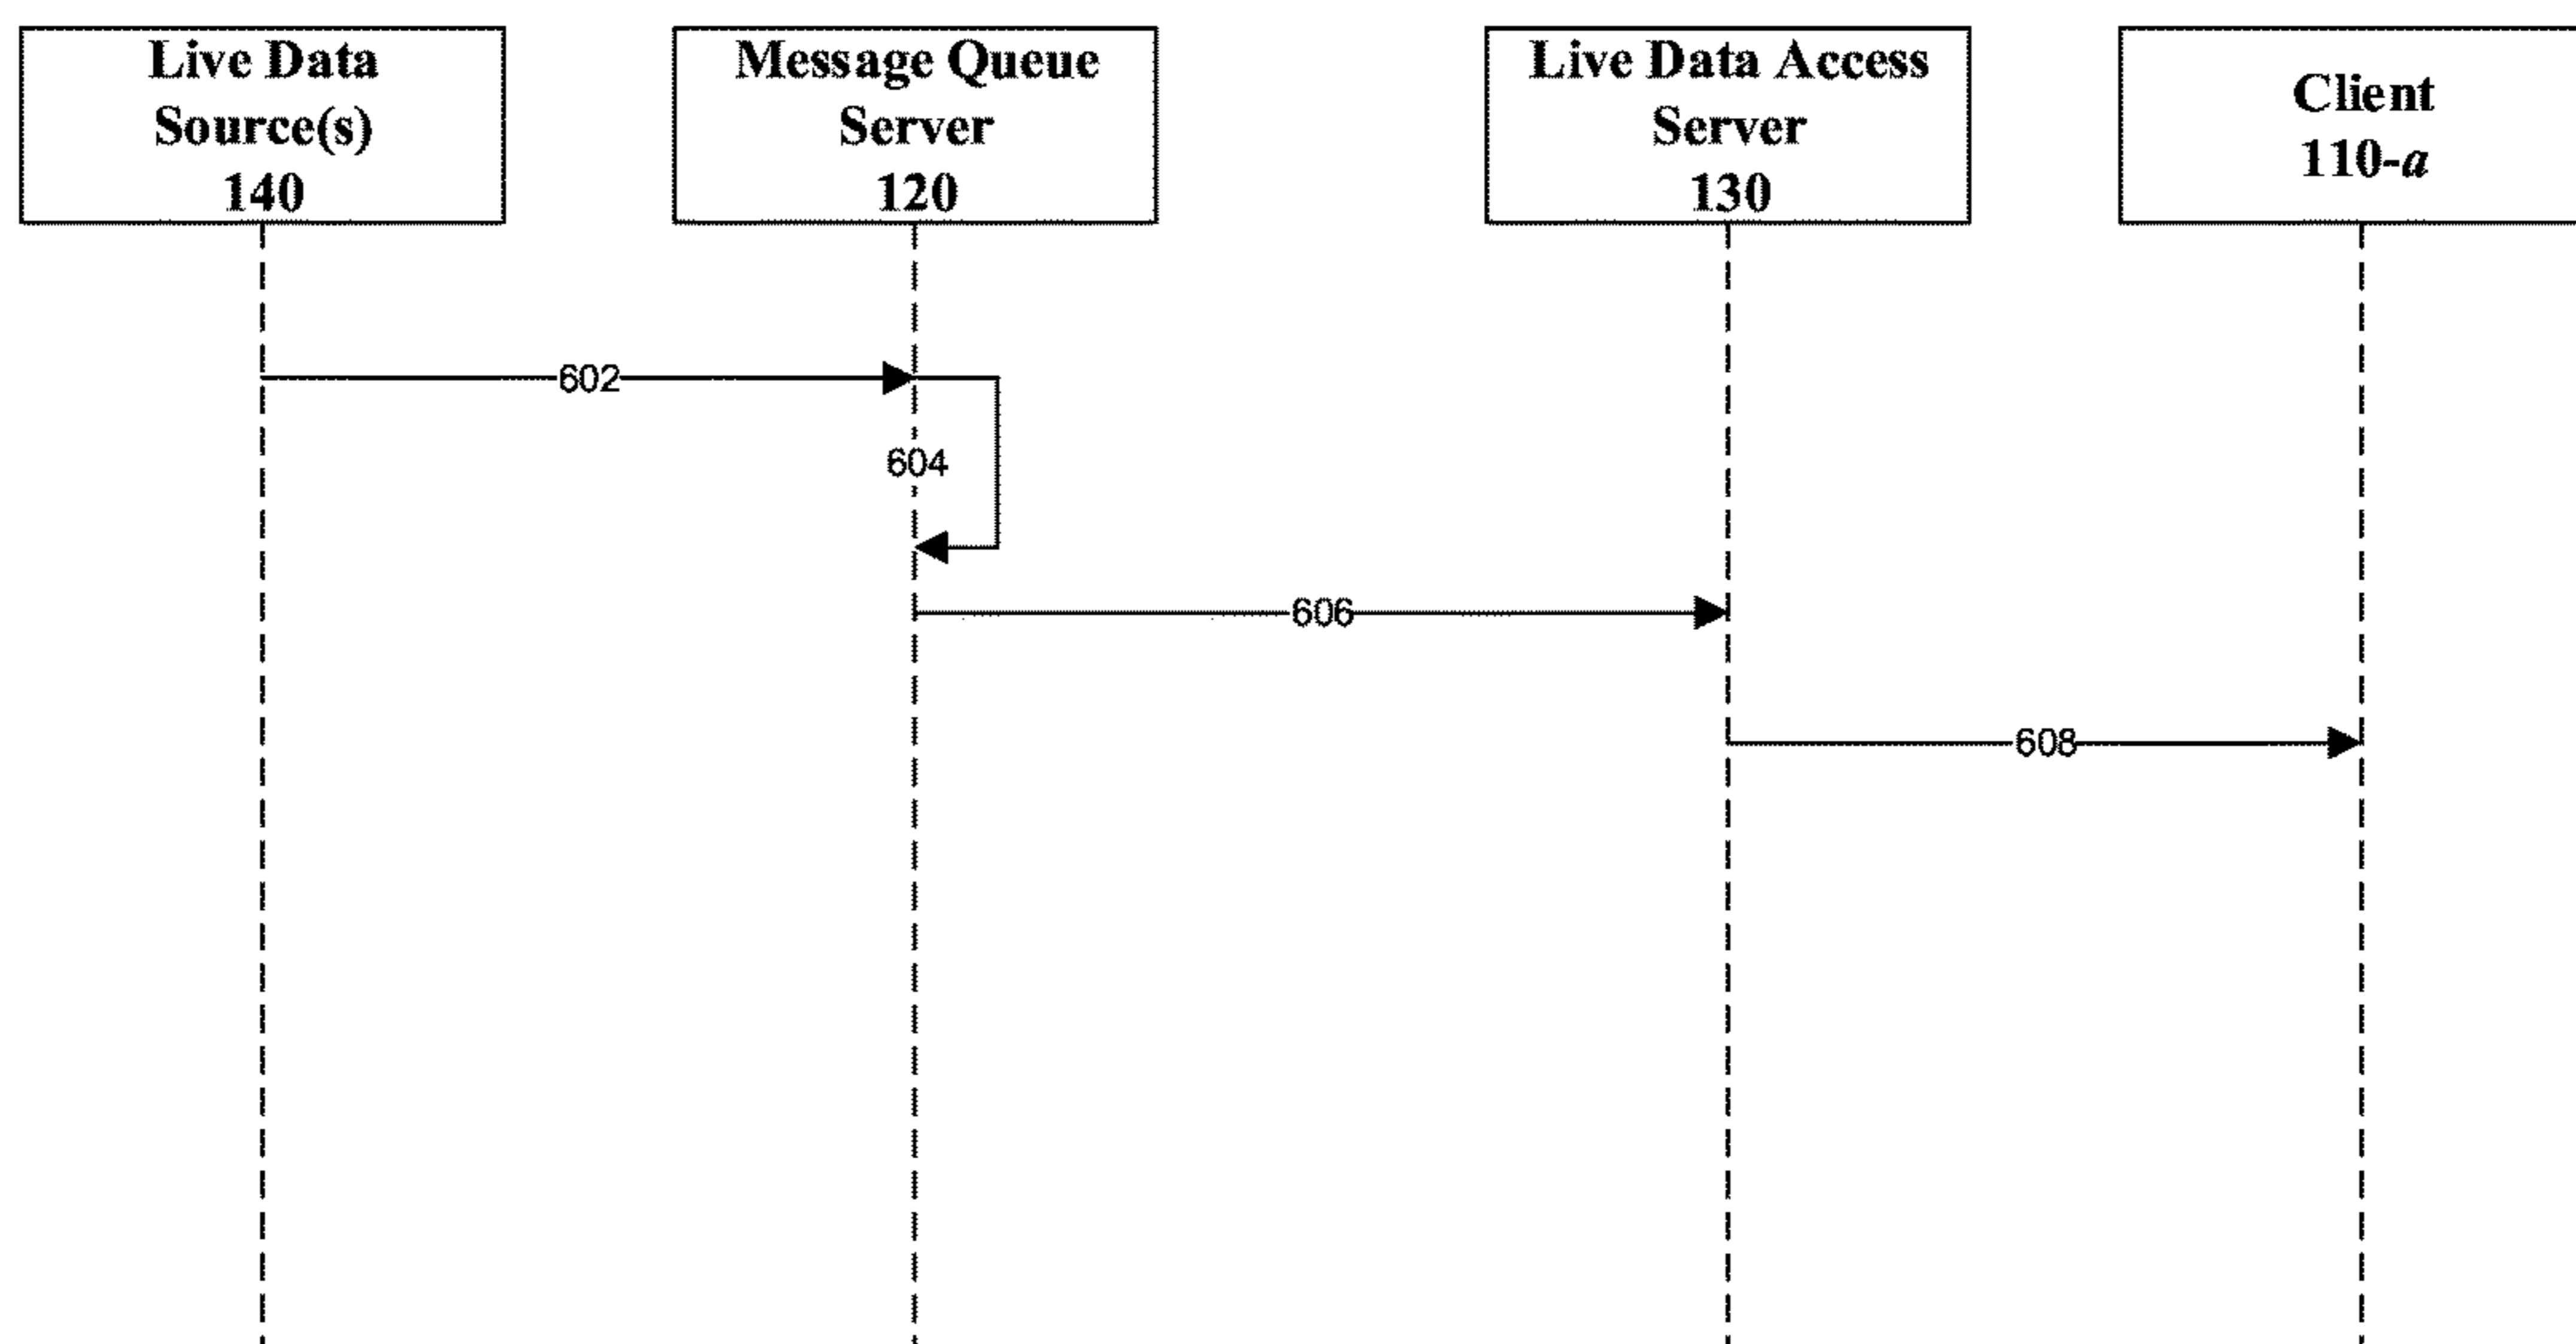 Live Data
Source(s)
140
Message Queue
Server
120
Live Data Access
Server
130
Client
110-a
602
604
606
608